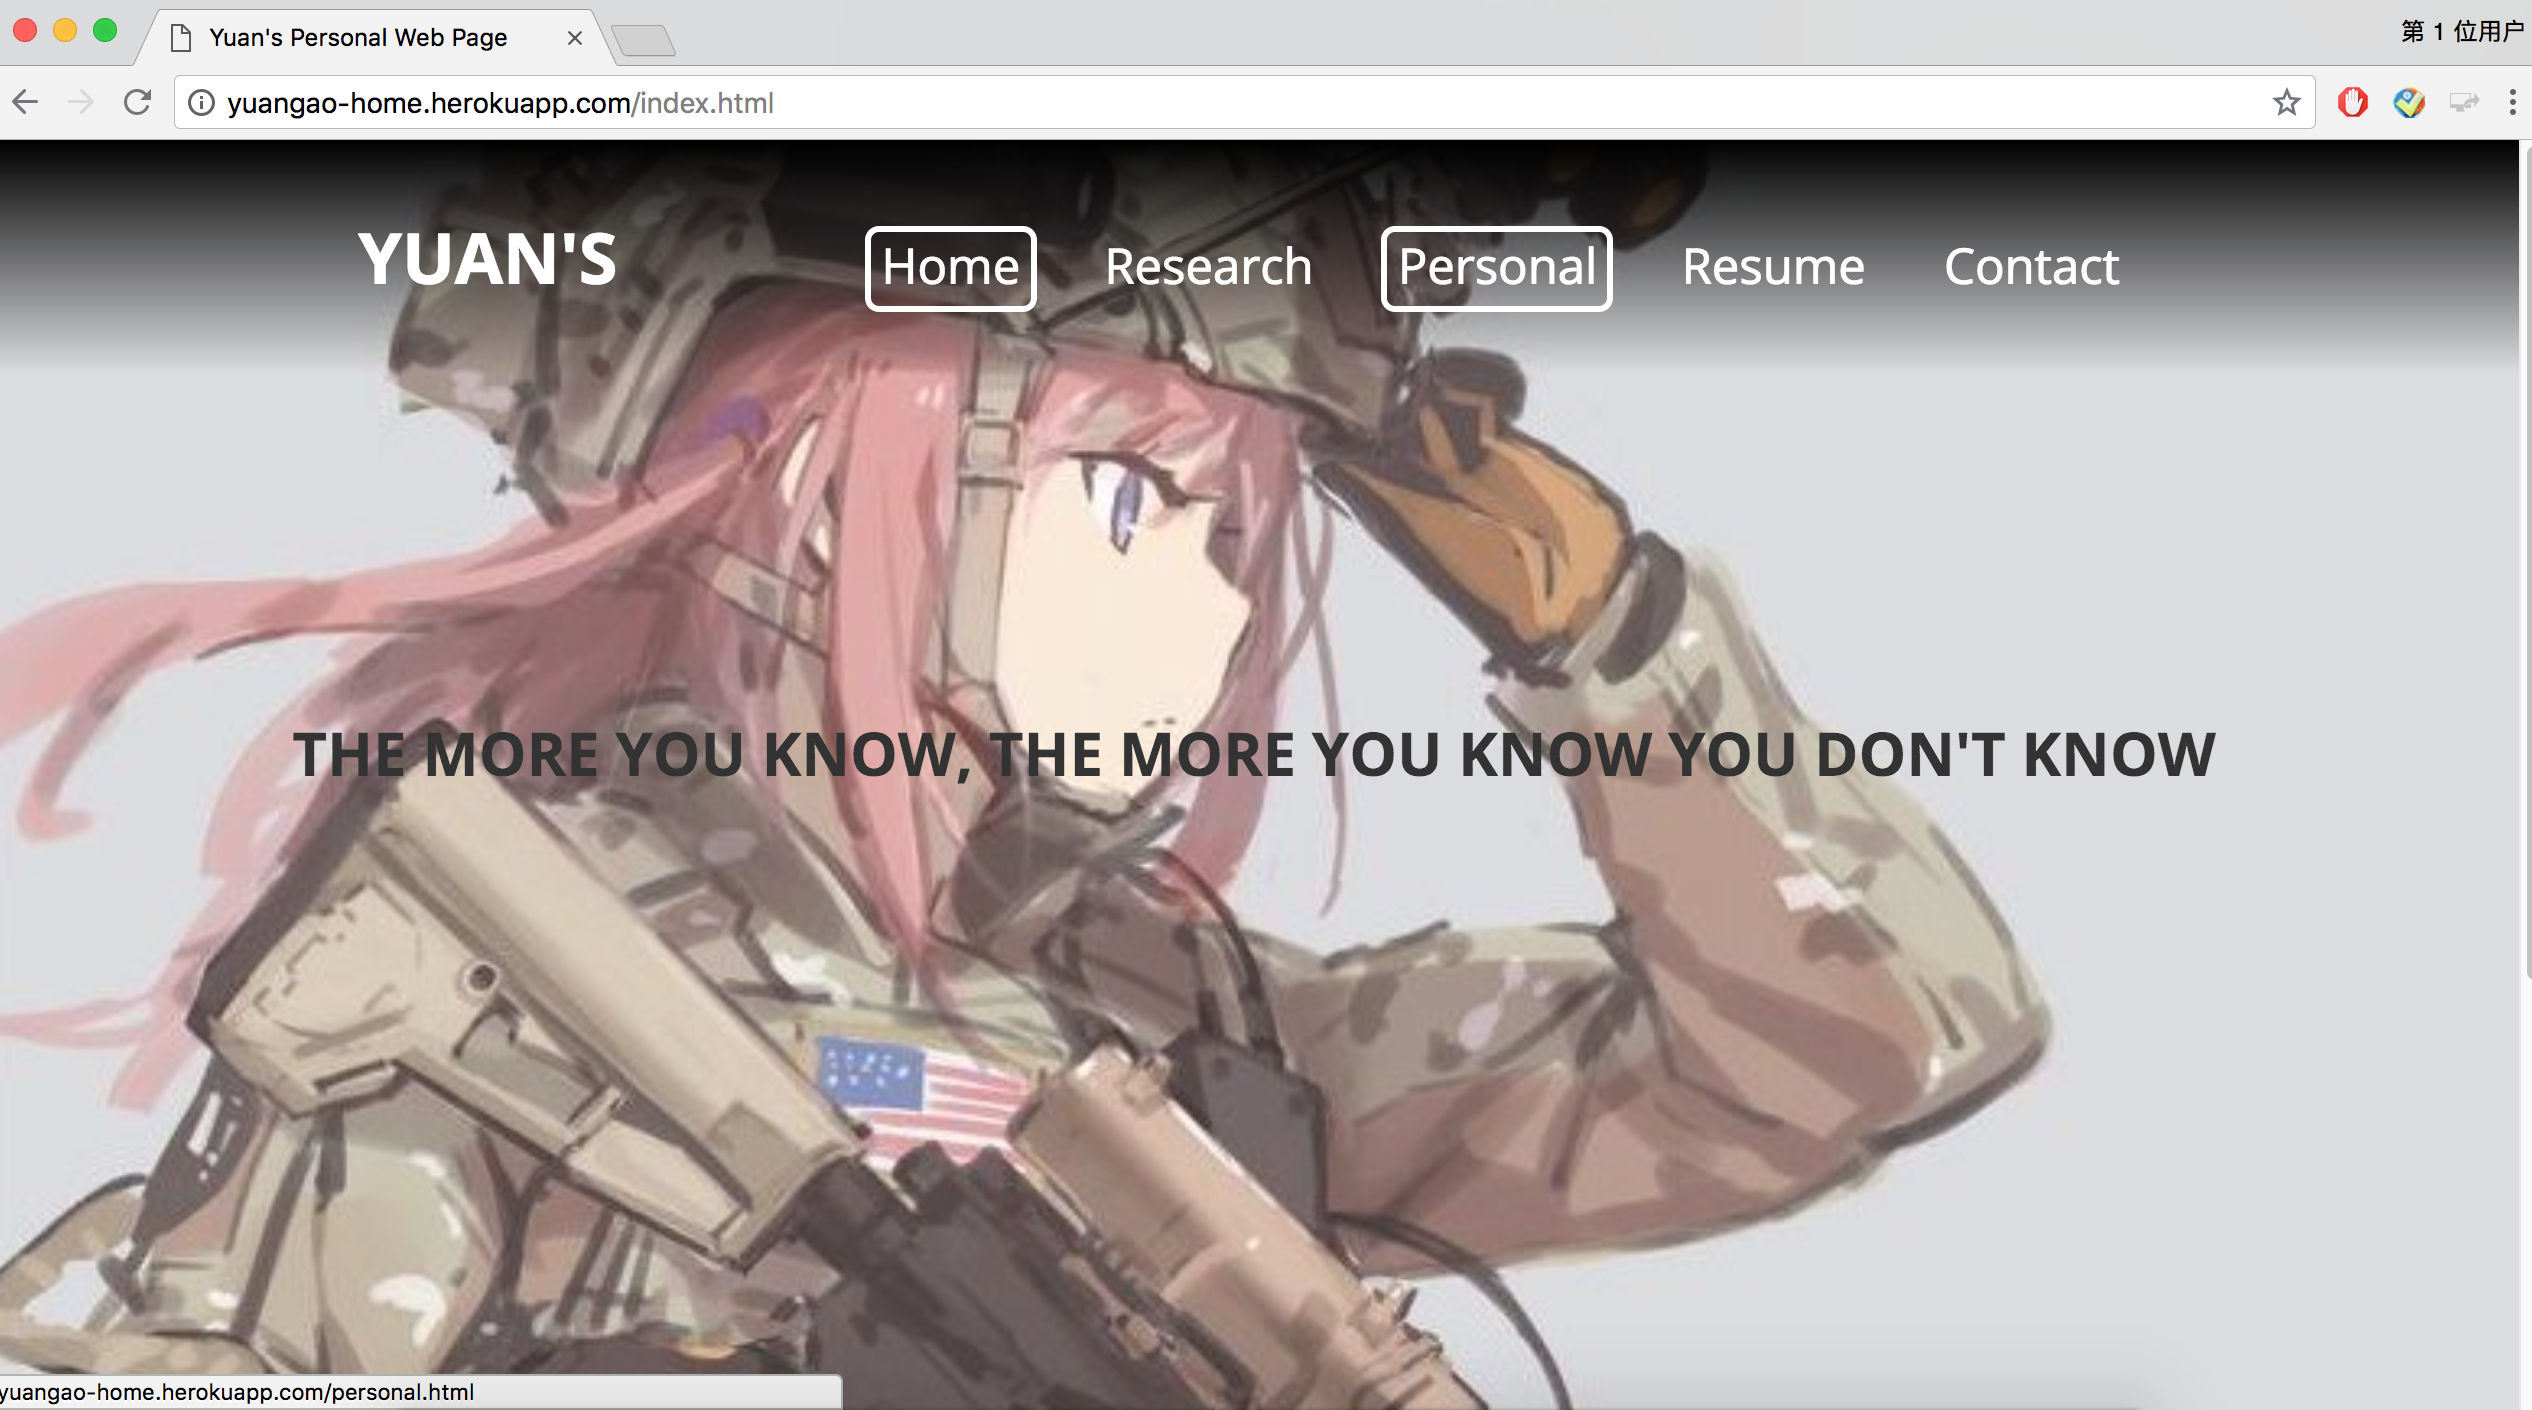 Yuan's Personal Web Page
第 1 位用户
yuangao-home.herokuapp.com/index.html
YUAN'S
Home Research Personal Resume Contact
THE MORE YOU KNOW, THE MORE YOU KNOW YOU DON'T KNOW
yuangao-home.herokuapp.com/personal.html